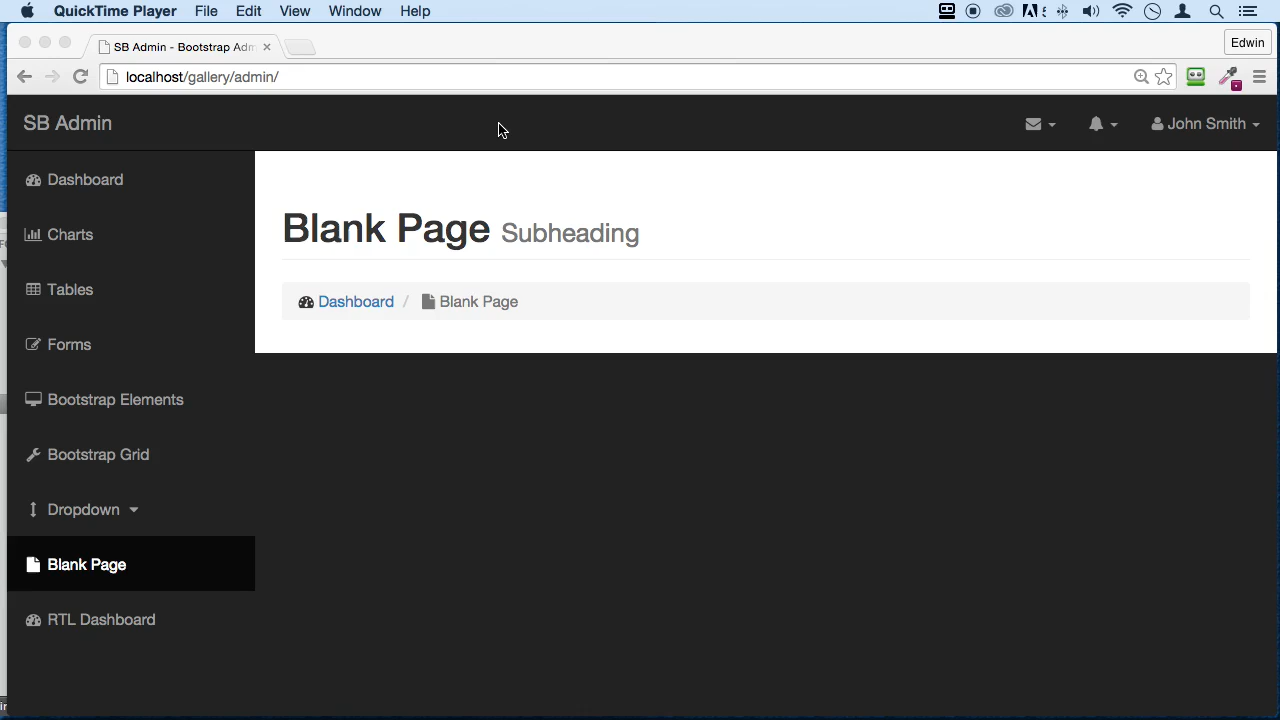 QuickTime Player File Edit View Window Help
SB Admin - Bootstrap Adm
Edwin
localhost/gallery/admin/
SB Admin
John Smith
Dashboard
Charts
Tables
Forms
Bootstrap Elements
Bootstrap Grid
Dropdown
Blank Page
RTL Dashboard
Blank Page Subheading
Dashboard / Blank Page